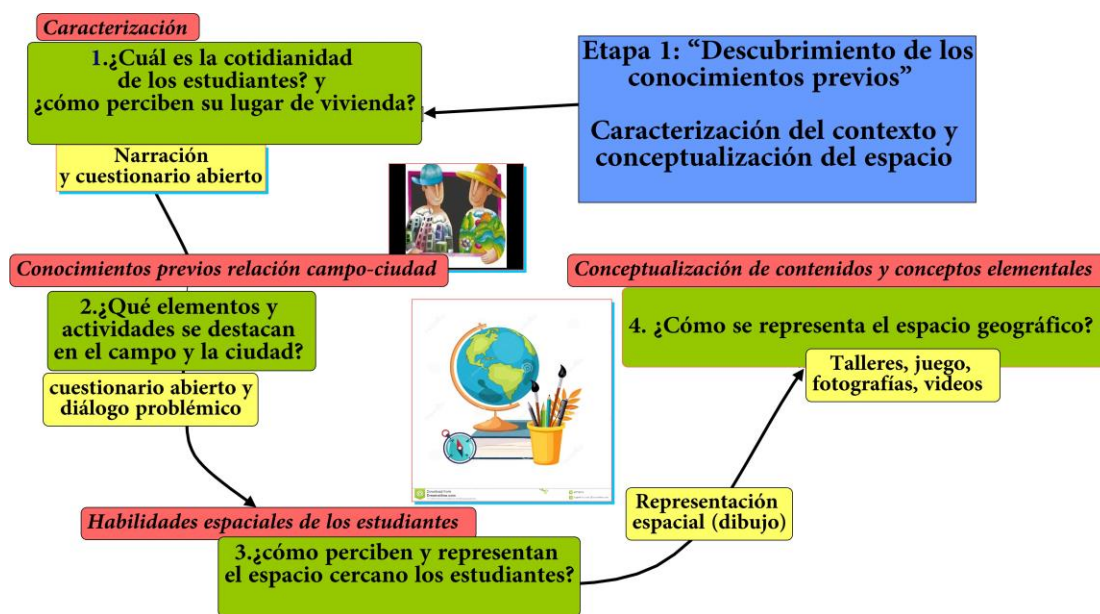 Caracterización
1.¿Cuál es la cotidianidad
de los estudiantes? y
¿cómo perciben su lugar de vivienda?
Narración
y cuestionario abierto
Etapa 1: “Descubrimiento de los
conocimientos previos”
Caracterización del contexto y
conceptualización del espacio
Conocimientos previos relación campo-ciudad
2.¿Qué elementos y
actividades se destacan
en el campo y la ciudad?
cuestionario abierto y
diálogo problémico
Habilidades espaciales de los estudiantes
3.¿cómo perciben y representan
el espacio cercano los estudiantes?
Representación
espacial (dibujo)
Conceptualización de contenidos y conceptos elementales
4. ¿Cómo se representa el espacio geográfico?
Talleres, juego,
fotografías, videos